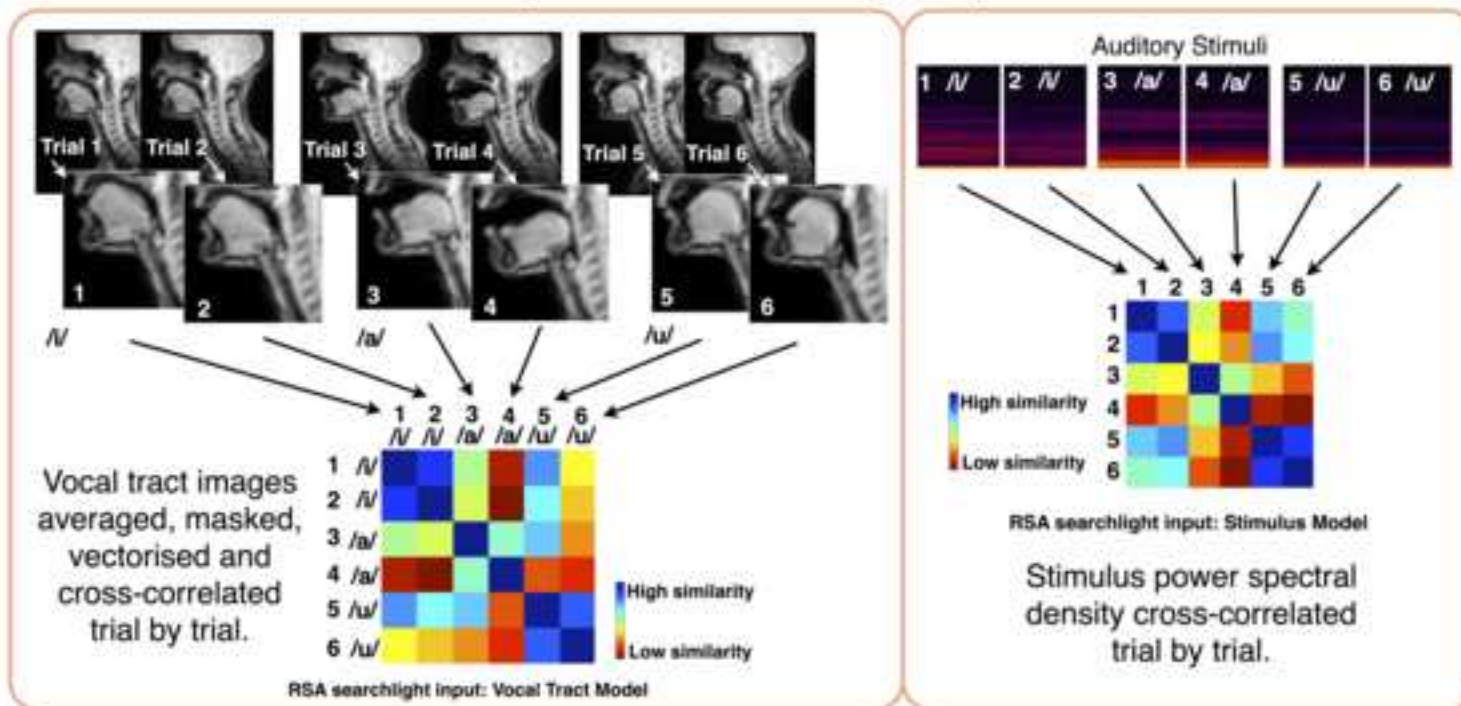 Trial 1
Trial 2
Trial 3
Trial 4
Trial 5
Trial 6
1
2
3
4
5
6
/i/
/a/
/u/
1 2 3 4 5 6
/i/ /i/ /a/ /a/ /u/ /u/
1 /i/
2 /i/
3 /a/
4 /a/
5 /u/
6 /u/
Vocal tract images
averaged, masked,
vectorised and
cross-correlated
trial by trial.
High similarity
Low similarity
RSA searchlight input: Vocal Tract Model
Auditory Stimuli
1 /i/ 2 /i/ 3 /a/ 4 /a/ 5 /u/ 6 /u/
1 2 3 4 5 6
1
2
3
4
5
6
High similarity
Low similarity
RSA searchlight input: Stimulus Model
Stimulus power spectral
density cross-correlated
trial by trial.